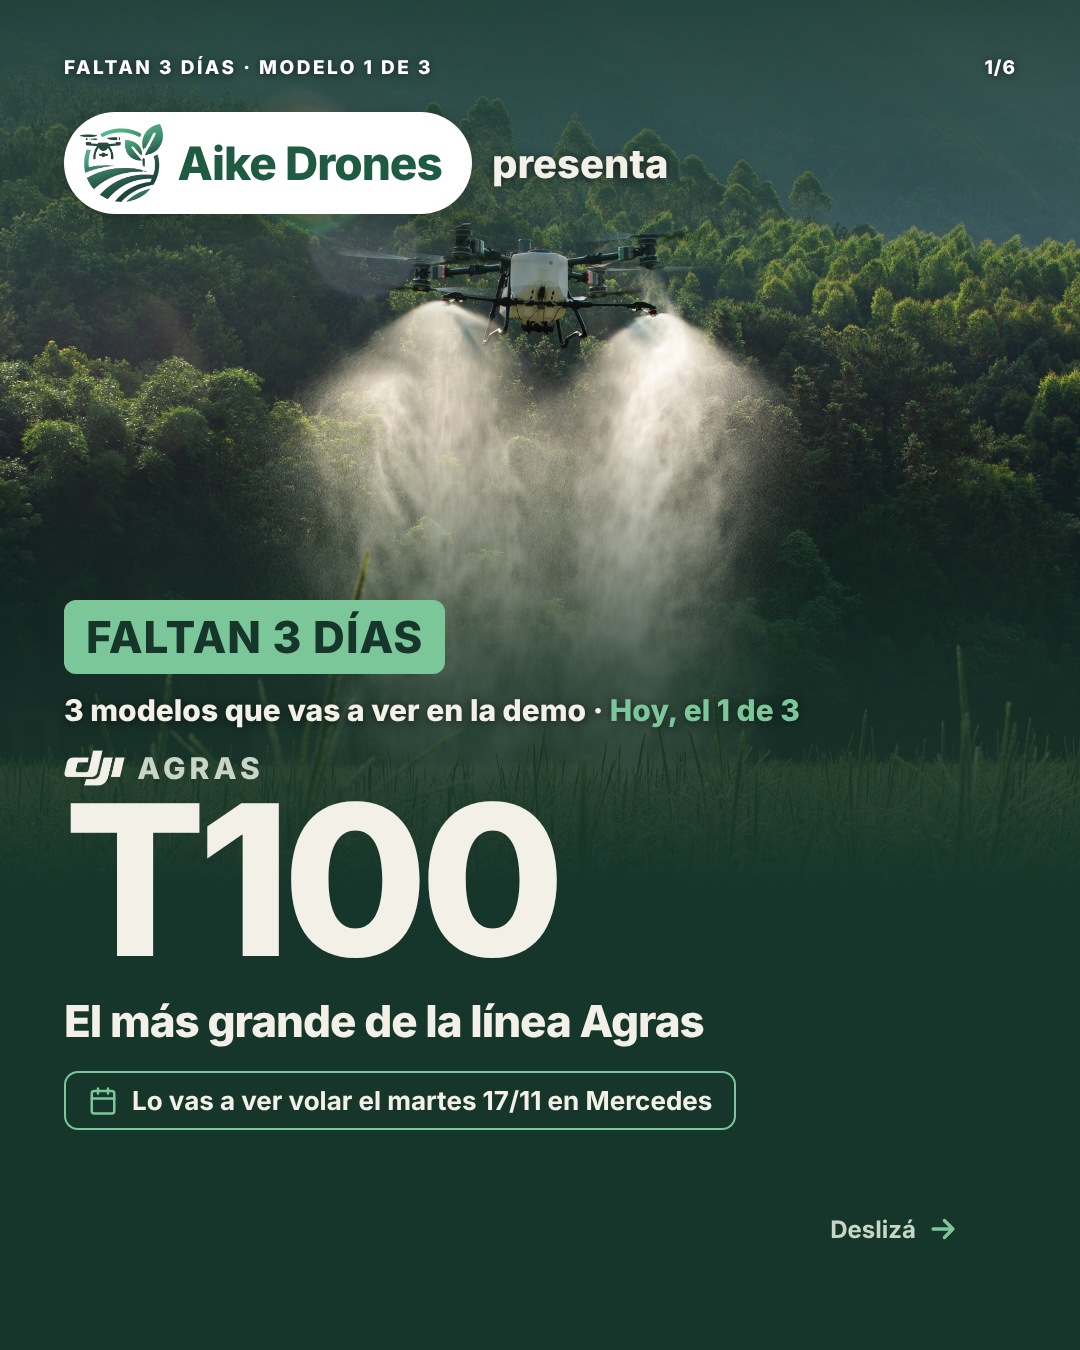 FALTAN 3 DÍAS · MODELO 1 DE 3
1/6
Aike Drones presenta
FALTAN 3 DÍAS
3 modelos que vas a ver en la demo · Hoy, el 1 de 3
dji AGRAS
T100
El más grande de la línea Agras
Lo vas a ver volar el martes 17/11 en Mercedes
Deslizá →